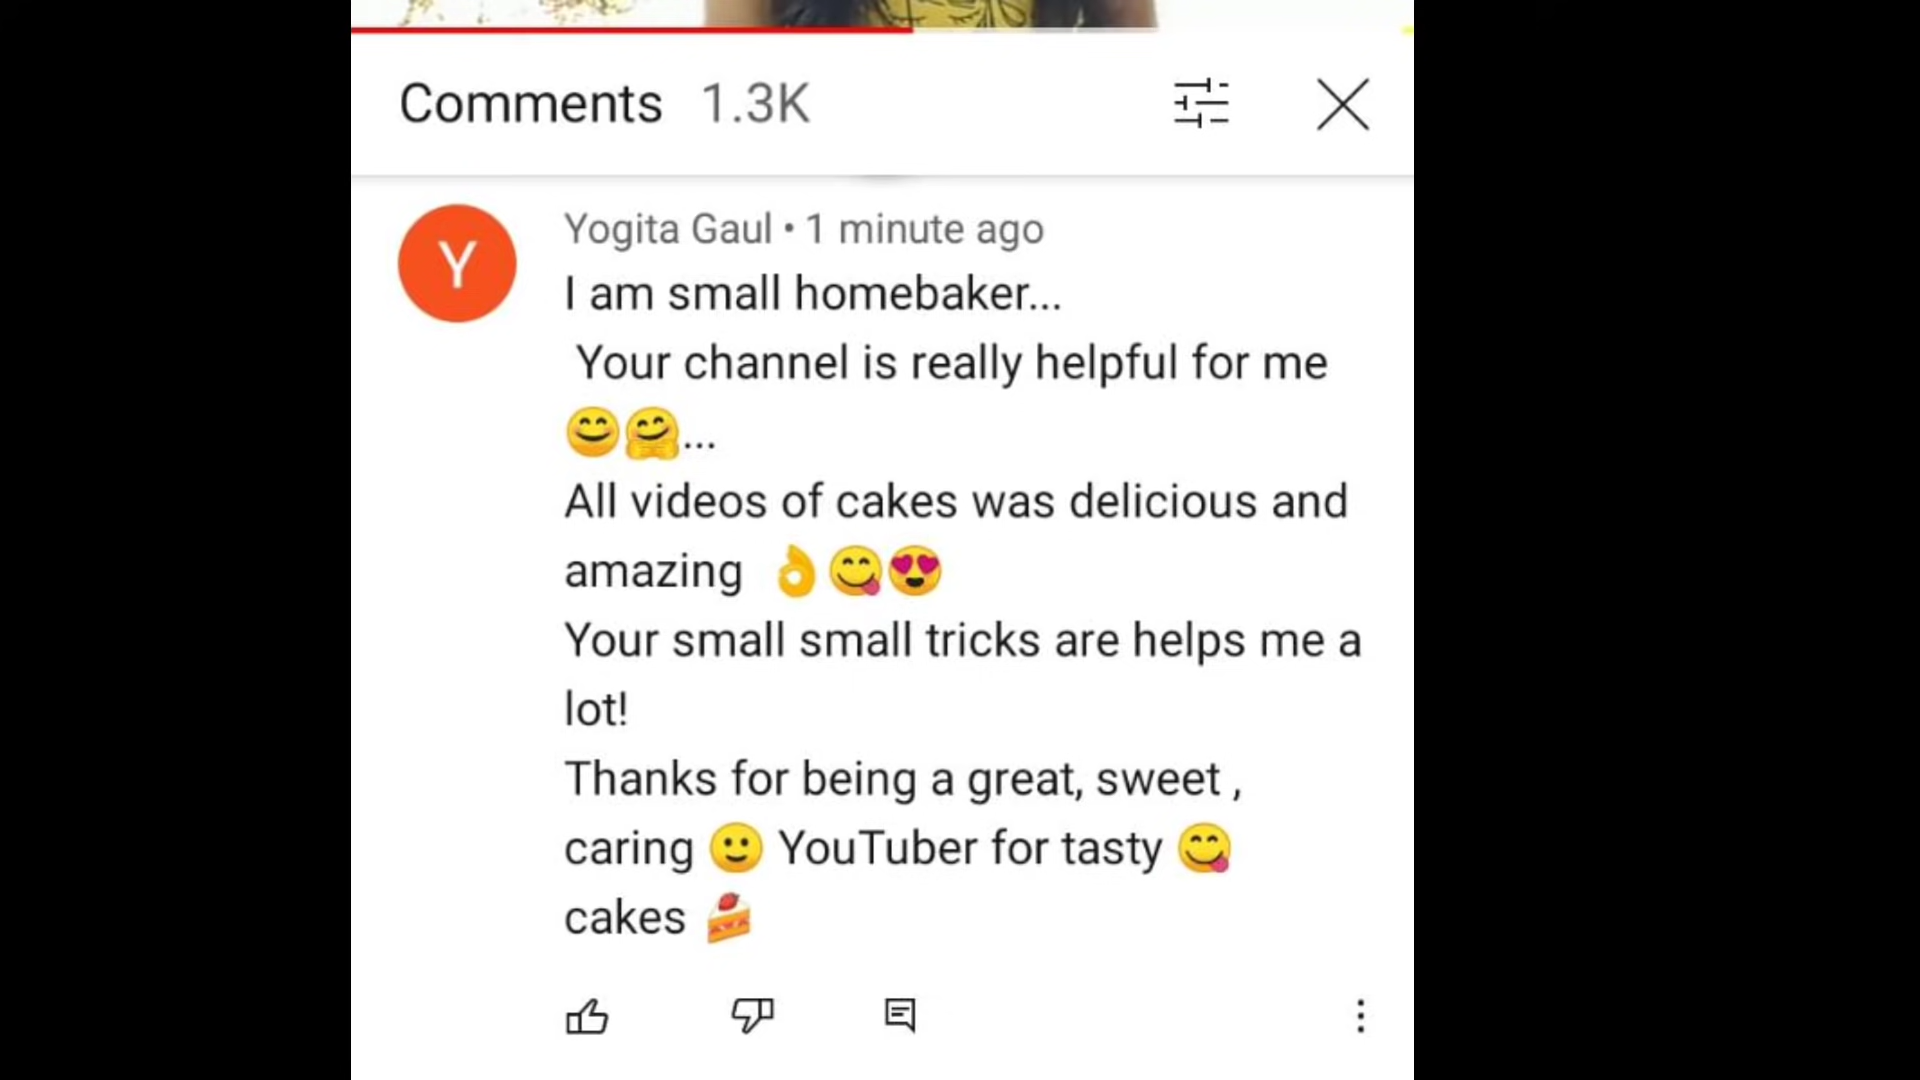 Comments 1.3K
Y
Yogita Gaul • 1 minute ago
I am small homebaker...
Your channel is really helpful for me
😊🤗...
All videos of cakes was delicious and
amazing 👌😋😍
Your small small tricks are helps me a
lot!
Thanks for being a great, sweet ,
caring 🙂 YouTuber for tasty 😋
cakes 🍰